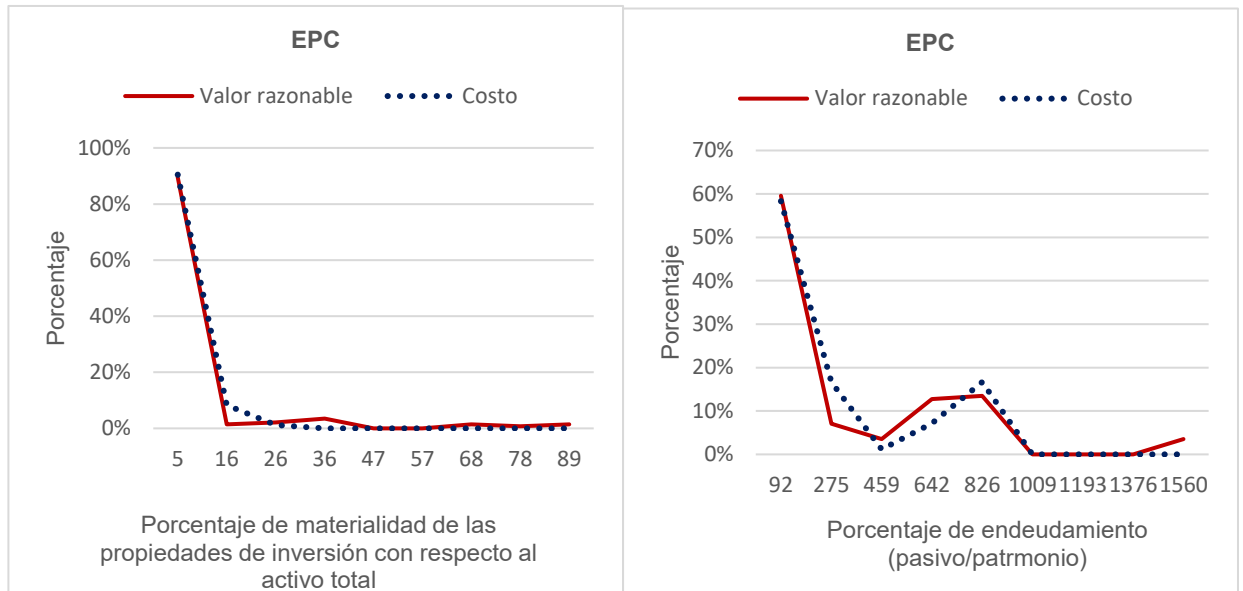 EPC
Valor razonable
Costo
100%
80%
60%
40%
20%
0%
Porcentaje
5 16 26 36 47 57 68 78 89
Porcentaje de materialidad de las
propiedades de inversión con respecto al
activo total
EPC
Valor razonable
Costo
70%
60%
50%
40%
30%
20%
10%
0%
Porcentaje
92 275 459 642 826 1009 1193 1376 1560
Porcentaje de endeudamiento
(pasivo/patrmonio)